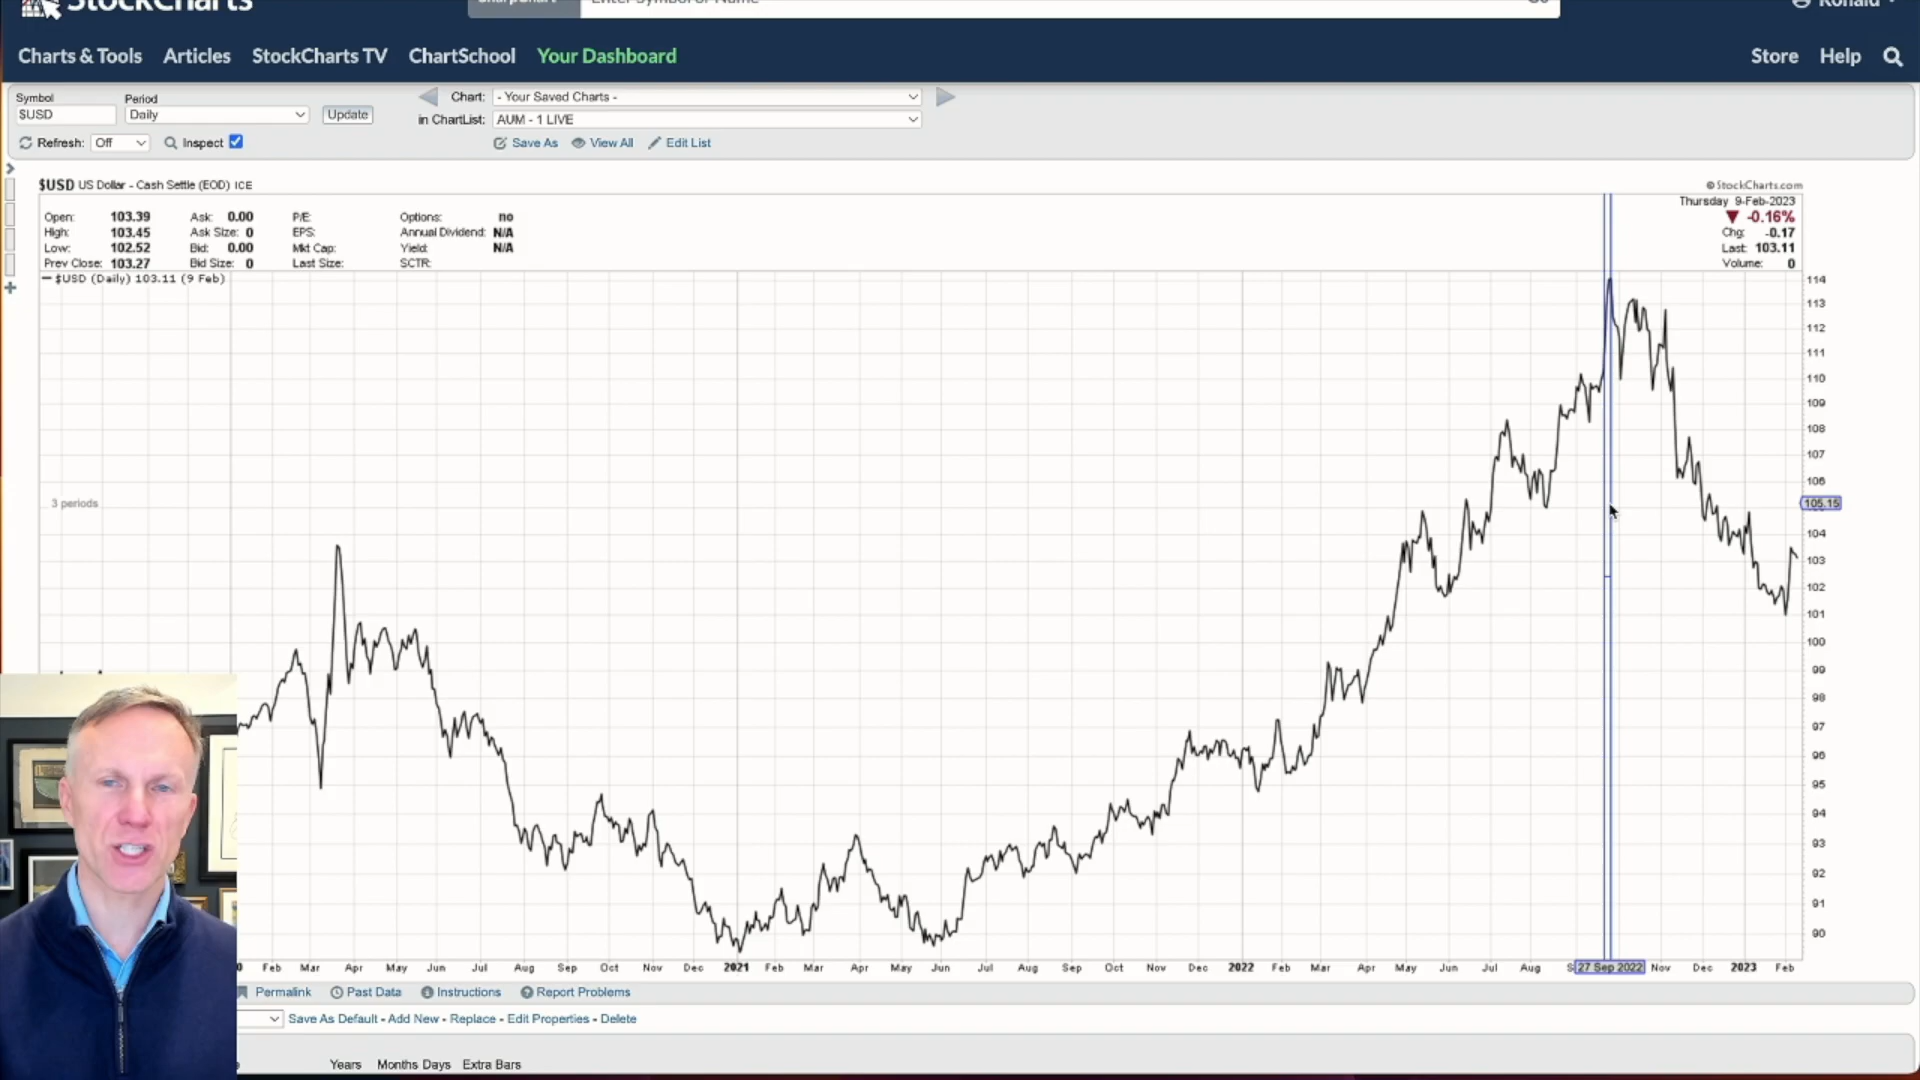 StockCharts
SharpChart Enter Symbol or Name Go Ronald
Charts & Tools Articles StockCharts TV ChartSchool Your Dashboard Store Help
Symbol Period Chart: - Your Saved Charts -
$USD Daily Update in ChartList: AUM - 1 LIVE
Refresh: Off Inspect Save As View All Edit List
$USD US Dollar - Cash Settle (EOD) ICE © StockCharts.com
Thursday 9-Feb-2023
Open: 103.39 Ask: 0.00 P/E: Options: no ▼ -0.16%
High: 103.45 Ask Size: 0 EPS: Annual Dividend: N/A Chg: -0.17
Low: 102.52 Bid: 0.00 Mkt Cap: Yield: N/A Last: 103.11
Prev Close: 103.27 Bid Size: 0 Last Size: SCTR: Volume: 0
$USD (Daily) 103.11 (9 Feb)
114
113
112
111
110
109
108
107
106
3 periods 105.15
104
103
102
101
100
99
98
97
96
95
94
93
92
91
90
0 Feb Mar Apr May Jun Jul Aug Sep Oct Nov Dec 2021 Feb Mar Apr May Jun Jul Aug Sep Oct Nov Dec 2022 Feb Mar Apr May Jun Jul Aug S 27 Sep 2022 Nov Dec 2023 Feb
Permalink Past Data Instructions Report Problems
Save As Default - Add New - Replace - Edit Properties - Delete
Years Months Days Extra Bars